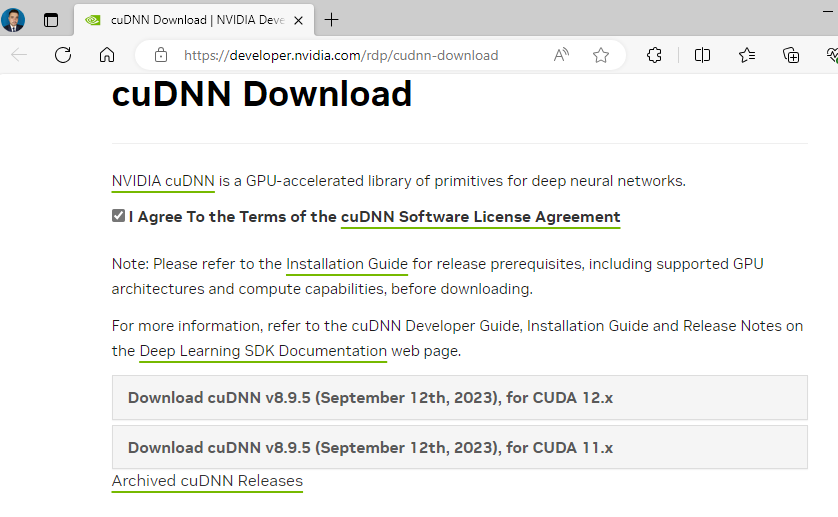 cuDNN Download | NVIDIA Deve
https://developer.nvidia.com/rdp/cudnn-download
cuDNN Download
NVIDIA cuDNN is a GPU-accelerated library of primitives for deep neural networks.
I Agree To the Terms of the cuDNN Software License Agreement
Note: Please refer to the Installation Guide for release prerequisites, including supported GPU
architectures and compute capabilities, before downloading.
For more information, refer to the cuDNN Developer Guide, Installation Guide and Release Notes on
the Deep Learning SDK Documentation web page.
Download cuDNN v8.9.5 (September 12th, 2023), for CUDA 12.x
Download cuDNN v8.9.5 (September 12th, 2023), for CUDA 11.x
Archived cuDNN Releases